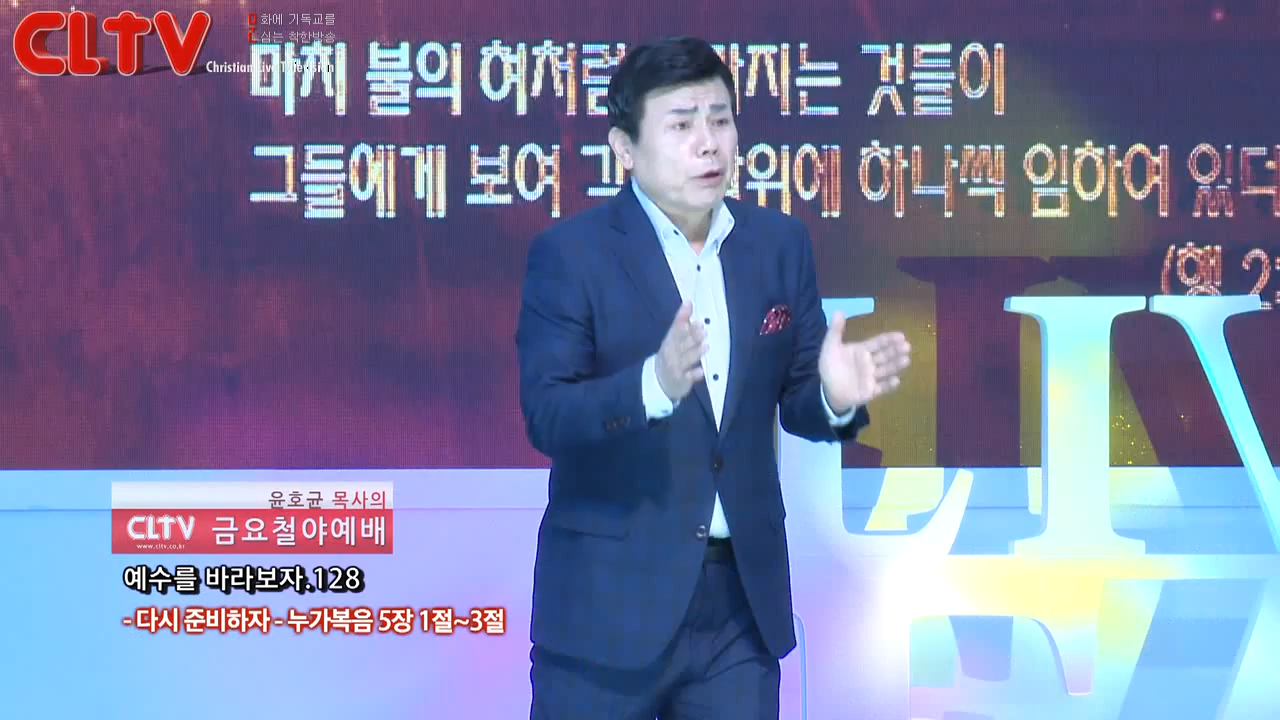 CLTV
화에 기독교를
심는 착한방송
Christian Live Television
마치 불의 혀처럼 지는 것들이
그들에게 보여 각 위에 하나씩 임하여 있더
(행 2:
LIV
윤호균 목사의
CLTV 금요철야예배
www.cltv.co.kr
예수를 바라보자.128
- 다시 준비하자 - 누가복음 5장 1절~3절